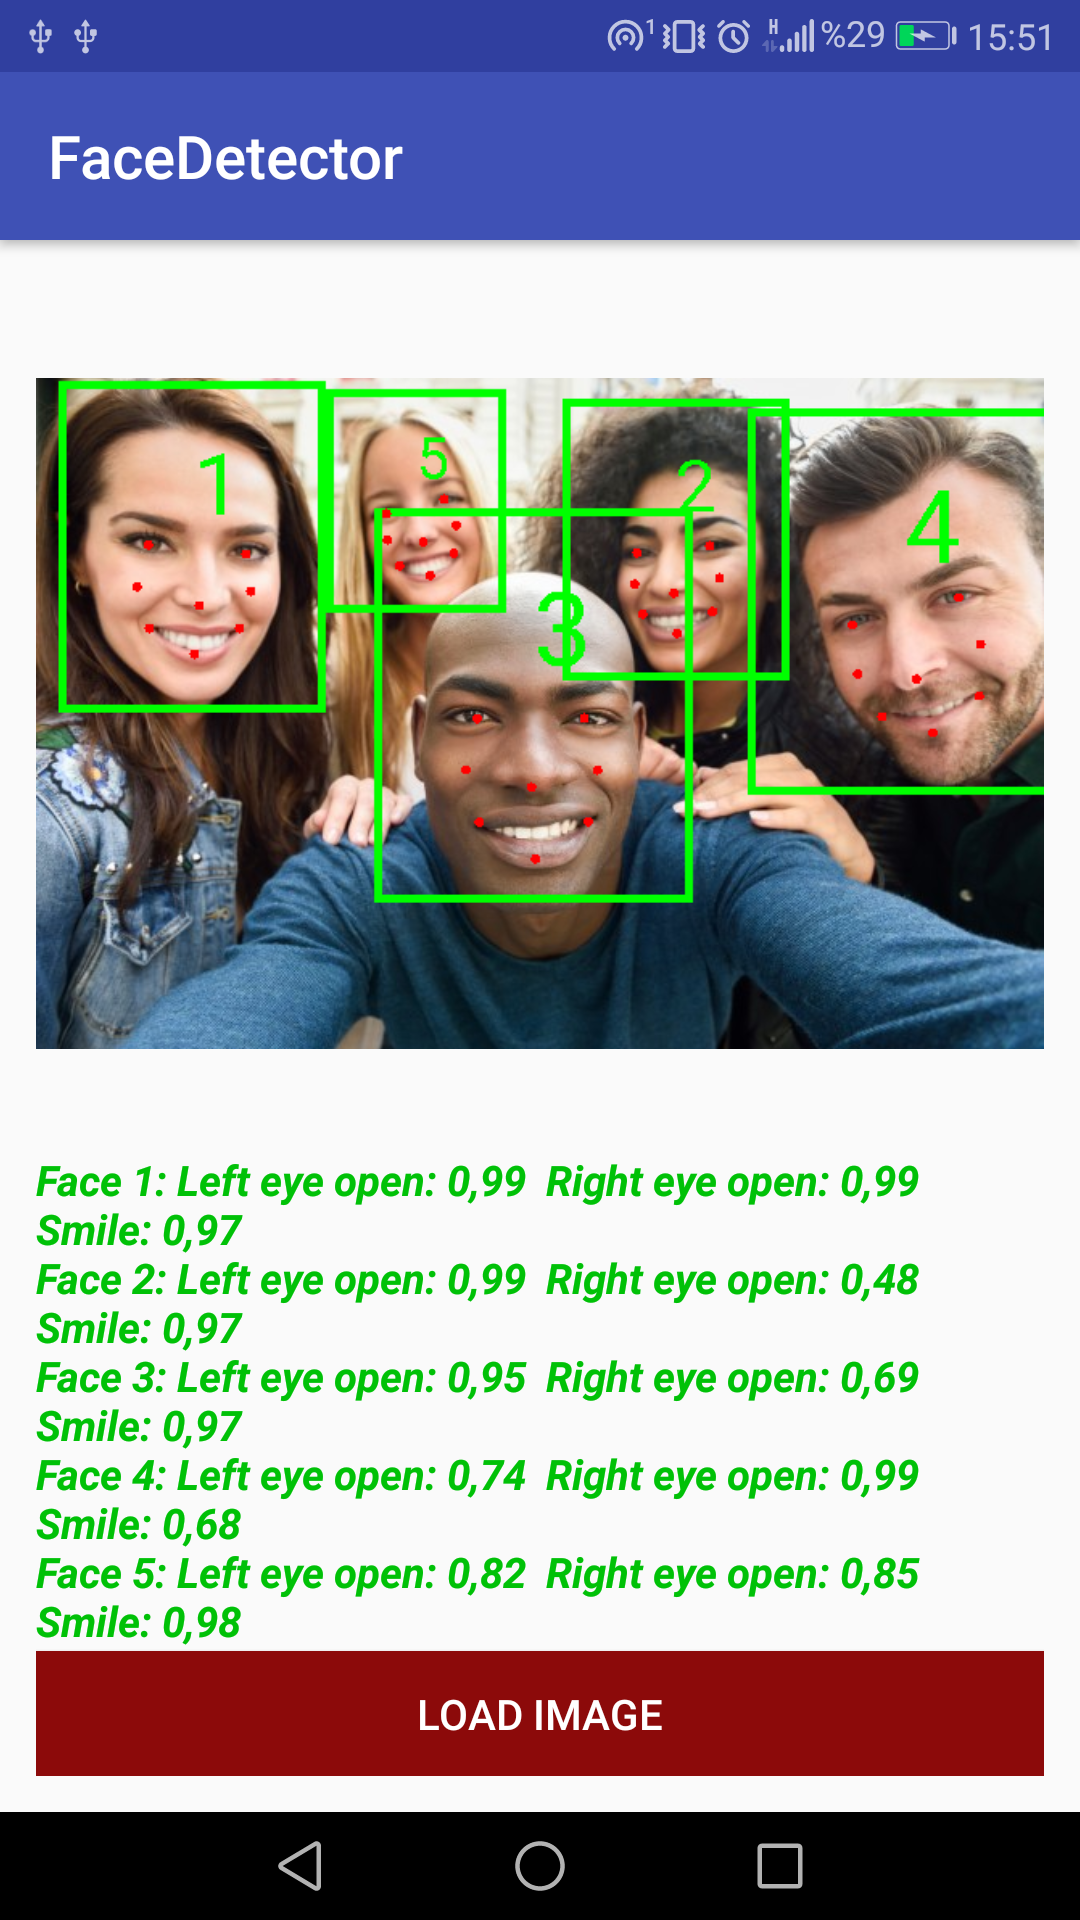 1 H %29 15:51
FaceDetector
1
5
2
4
3
Face 1: Left eye open: 0,99 Right eye open: 0,99
Smile: 0,97
Face 2: Left eye open: 0,99 Right eye open: 0,48
Smile: 0,97
Face 3: Left eye open: 0,95 Right eye open: 0,69
Smile: 0,97
Face 4: Left eye open: 0,74 Right eye open: 0,99
Smile: 0,68
Face 5: Left eye open: 0,82 Right eye open: 0,85
Smile: 0,98
LOAD IMAGE